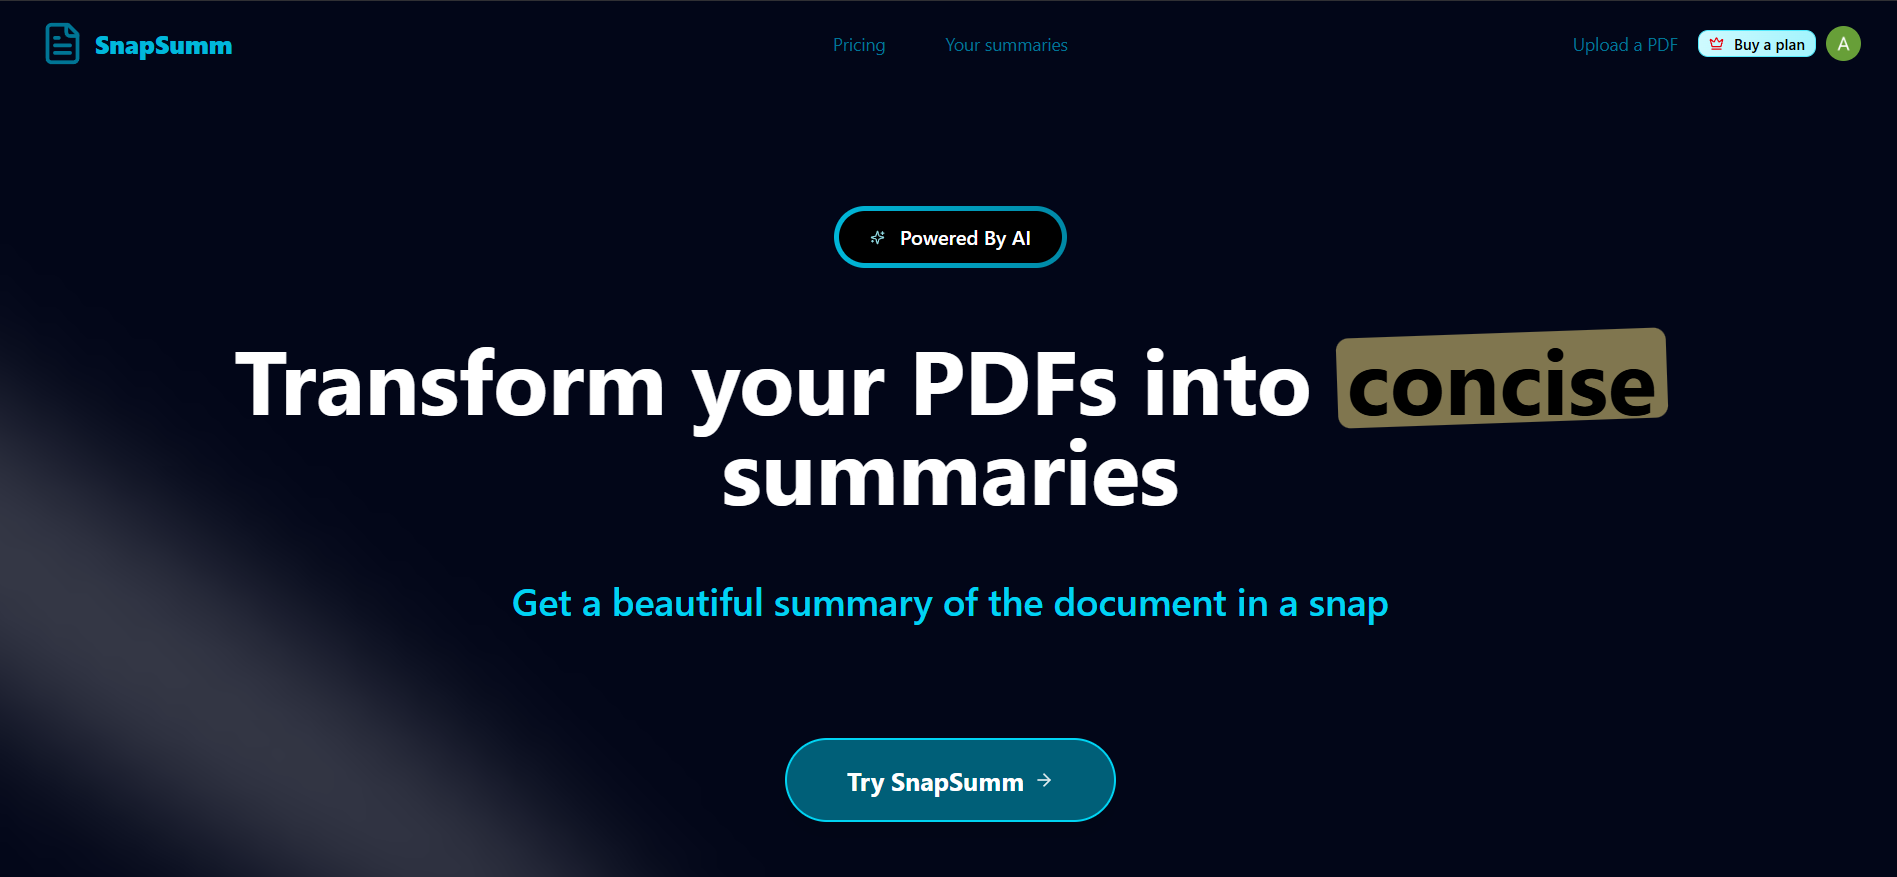 SnapSumm
Pricing
Your summaries
Upload a PDF
Buy a plan
A
Powered By AI
Transform your PDFs into concise
summaries
Get a beautiful summary of the document in a snap
Try SnapSumm